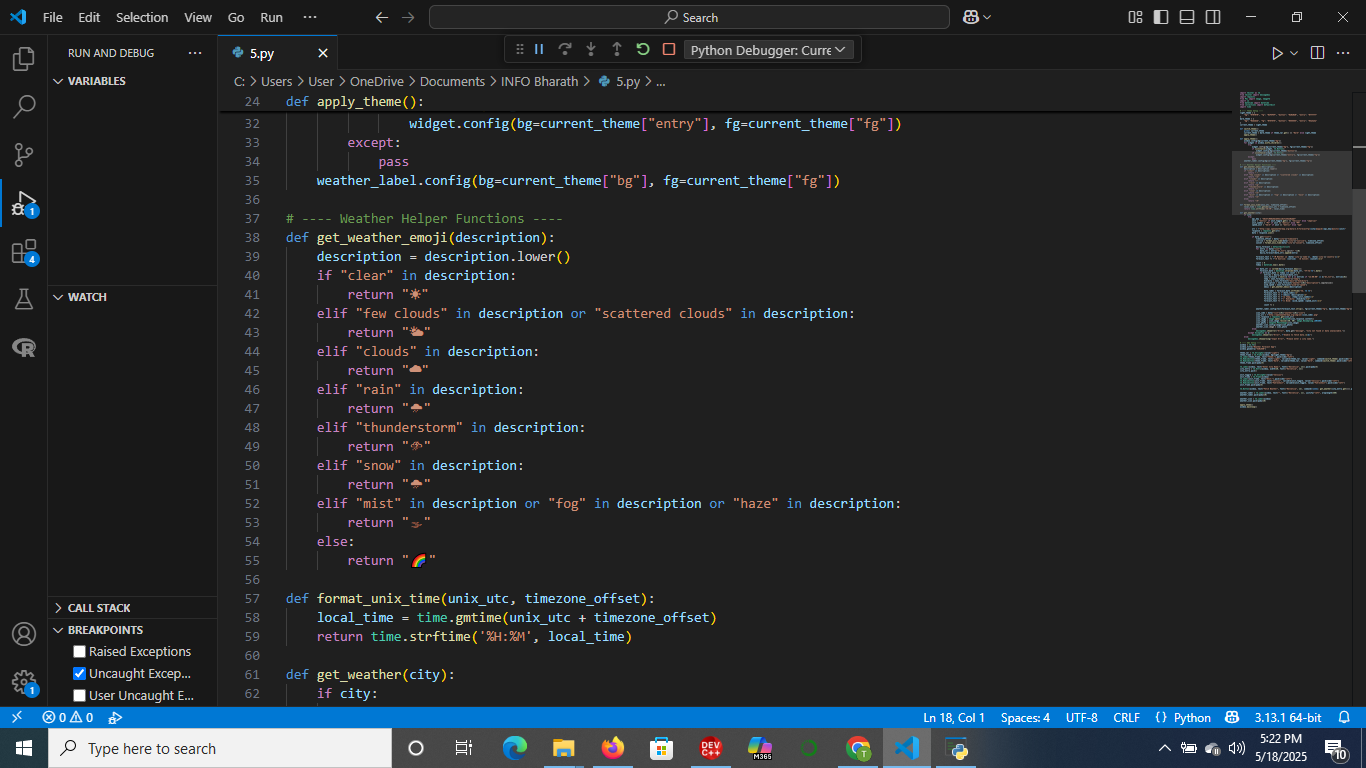 File Edit Selection View Go Run ··· Search
RUN AND DEBUG ···
5.py
Python Debugger: Curre
VARIABLES
C: > Users > User > OneDrive > Documents > INFO Bharath > 5.py > ...
24 def apply_theme():
32 widget.config(bg=current_theme["entry"], fg=current_theme["fg"])
33 except:
34 pass
35 weather_label.config(bg=current_theme["bg"], fg=current_theme["fg"])
36
37 # ---- Weather Helper Functions ----
38 def get_weather_emoji(description):
39 description = description.lower()
40 if "clear" in description:
41 return "☀️"
42 elif "few clouds" in description or "scattered clouds" in description:
43 return "🌥️"
44 elif "clouds" in description:
45 return "☁️"
46 elif "rain" in description:
47 return "🌧️"
48 elif "thunderstorm" in description:
49 return "⛈️"
50 elif "snow" in description:
51 return "🌨️"
52 elif "mist" in description or "fog" in description or "haze" in description:
53 return "🌫️"
54 else:
55 return "🌈"
56
57 def format_unix_time(unix_utc, timezone_offset):
58 local_time = time.gmtime(unix_utc + timezone_offset)
59 return time.strftime('%H:%M', local_time)
60
61 def get_weather(city):
62 if city:
WATCH
CALL STACK
BREAKPOINTS
Raised Exceptions
Uncaught Excep...
User Uncaught E...
1
4
1
0 0
Ln 18, Col 1 Spaces: 4 UTF-8 CRLF {} Python 3.13.1 64-bit
Type here to search
DEV C++
M365
T
5:22 PM
5/18/2025
10